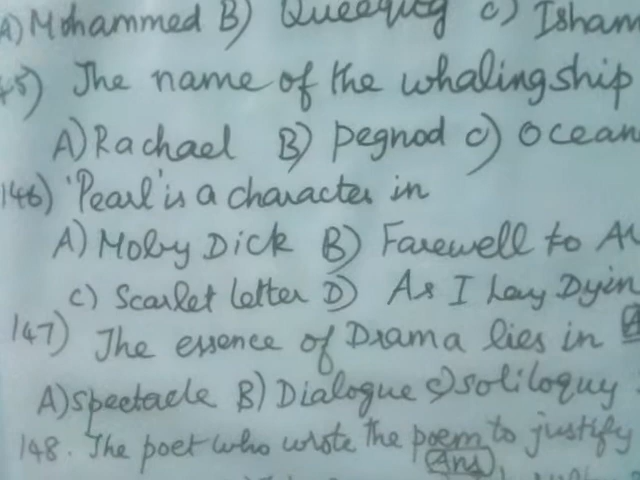 A) Mohammed B) Queequeg C) Isham
45) The name of the whaling ship
A) Rachael B) Pegnod C) Ocean
146) 'Pearl' is a character in
A) Moby Dick B) Farewell to
C) Scarlet Letter D) As I Lay Dyin
147) The essence of Drama lies in
A) Spectacle B) Dialogue C) Soliloquy
148. The poet who wrote the poem to justify
Ans